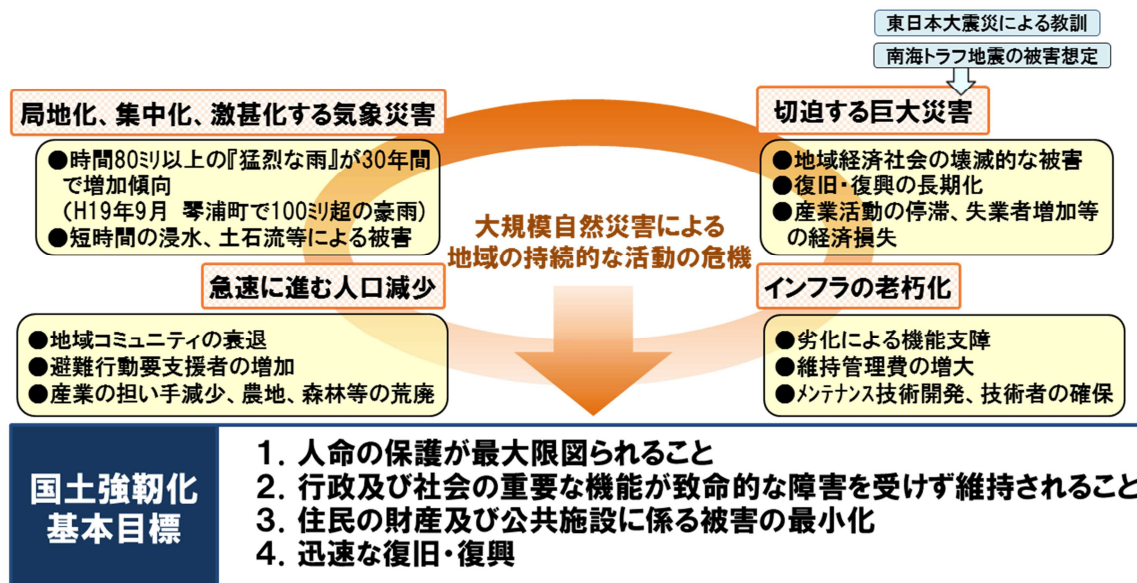 東日本大震災による教訓
南海トラフ地震の被害想定
局地化、集中化、激甚化する気象災害
●時間80ミリ以上の『猛烈な雨』が30年間
で増加傾向
(H19年9月 琴浦町で100ミリ超の豪雨)
●短時間の浸水、土石流等による被害
切迫する巨大災害
●地域経済社会の壊滅的な被害
●復旧・復興の長期化
●産業活動の停滞、失業者増加等
の経済損失
大規模自然災害による
地域の持続的な活動の危機
急速に進む人口減少
●地域コミュニティの衰退
●避難行動要支援者の増加
●産業の担い手減少、農地、森林等の荒廃
インフラの老朽化
●劣化による機能支障
●維持管理費の増大
●メンテナンス技術開発、技術者の確保
国土強靭化
基本目標
1. 人命の保護が最大限図られること
2. 行政及び社会の重要な機能が致命的な障害を受けず維持されること
3. 住民の財産及び公共施設に係る被害の最小化
4. 迅速な復旧・復興